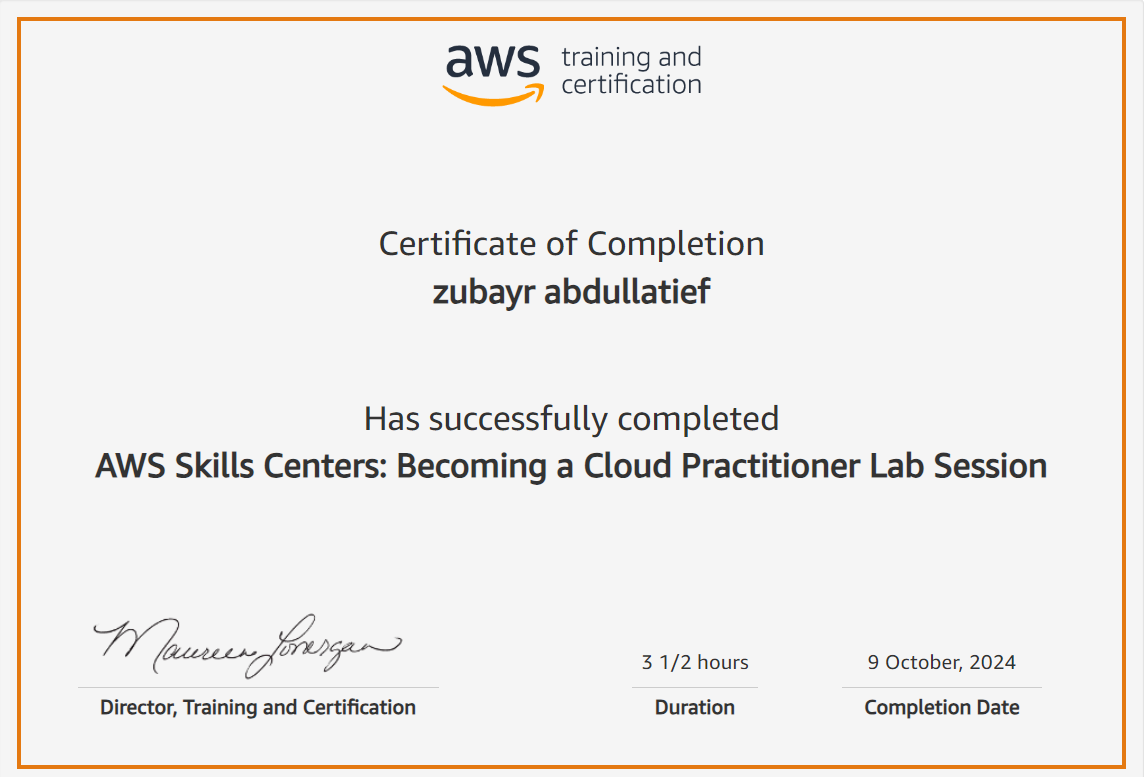 aws training and
certification
Certificate of Completion
zubayr abdullatief
Has successfully completed
AWS Skills Centers: Becoming a Cloud Practitioner Lab Session
Maureen Lonergan
3 1/2 hours
9 October, 2024
Director, Training and Certification
Duration
Completion Date